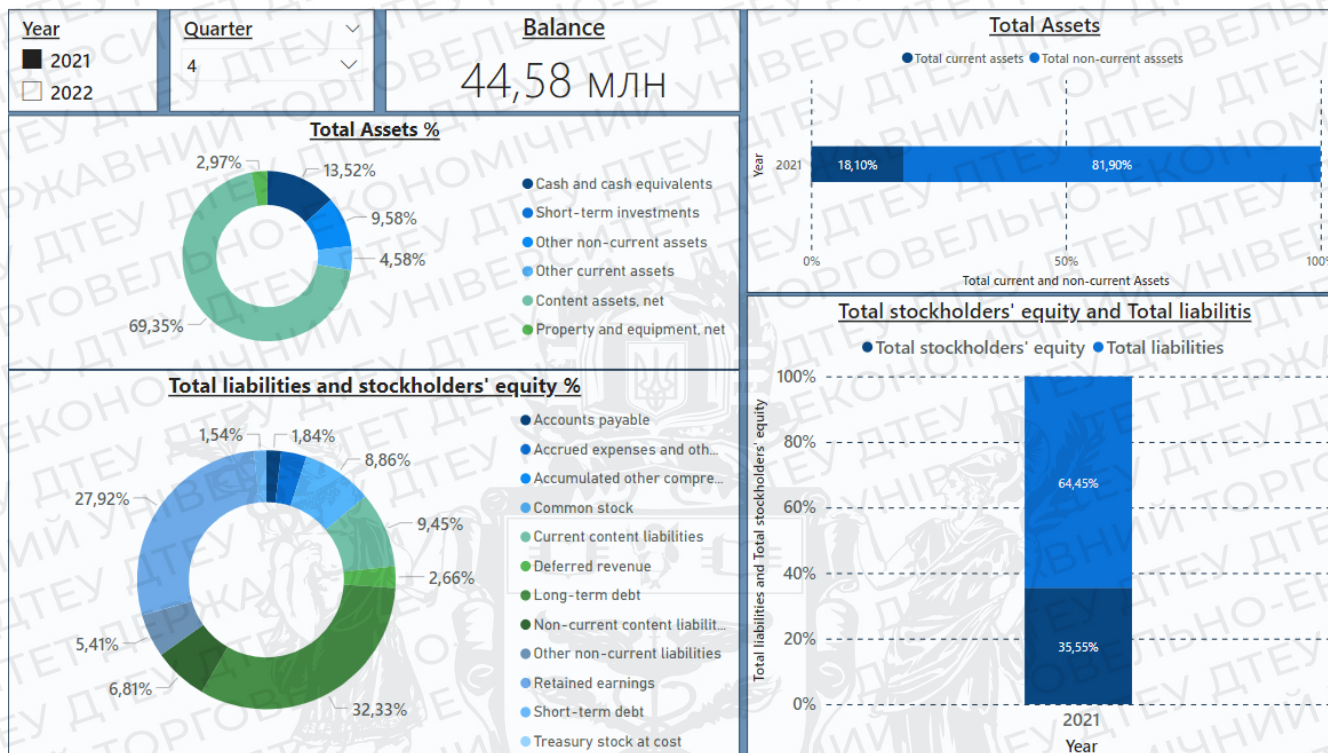 Year
2021
2022
Quarter
4
Balance
44,58 млн
Total Assets %
2,97%
13,52%
9,58%
4,58%
69,35%
Cash and cash equivalents
Short-term investments
Other non-current assets
Other current assets
Content assets, net
Property and equipment, net
Total liabilities and stockholders' equity %
1,54%
1,84%
8,86%
27,92%
9,45%
2,66%
5,41%
6,81%
32,33%
Accounts payable
Accrued expenses and oth...
Accumulated other compre...
Common stock
Current content liabilities
Deferred revenue
Long-term debt
Non-current content liabilit...
Other non-current liabilities
Retained earnings
Short-term debt
Treasury stock at cost
Total Assets
Total current assets Total non-current asssets
Year
2021
18,10%
81,90%
0%
50%
100%
Total current and non-current Assets
Total stockholders' equity and Total liabilitis
Total stockholders' equity Total liabilities
Total liabilities and Total stockholders' equity
100%
80%
60%
40%
20%
0%
64,45%
35,55%
2021
Year